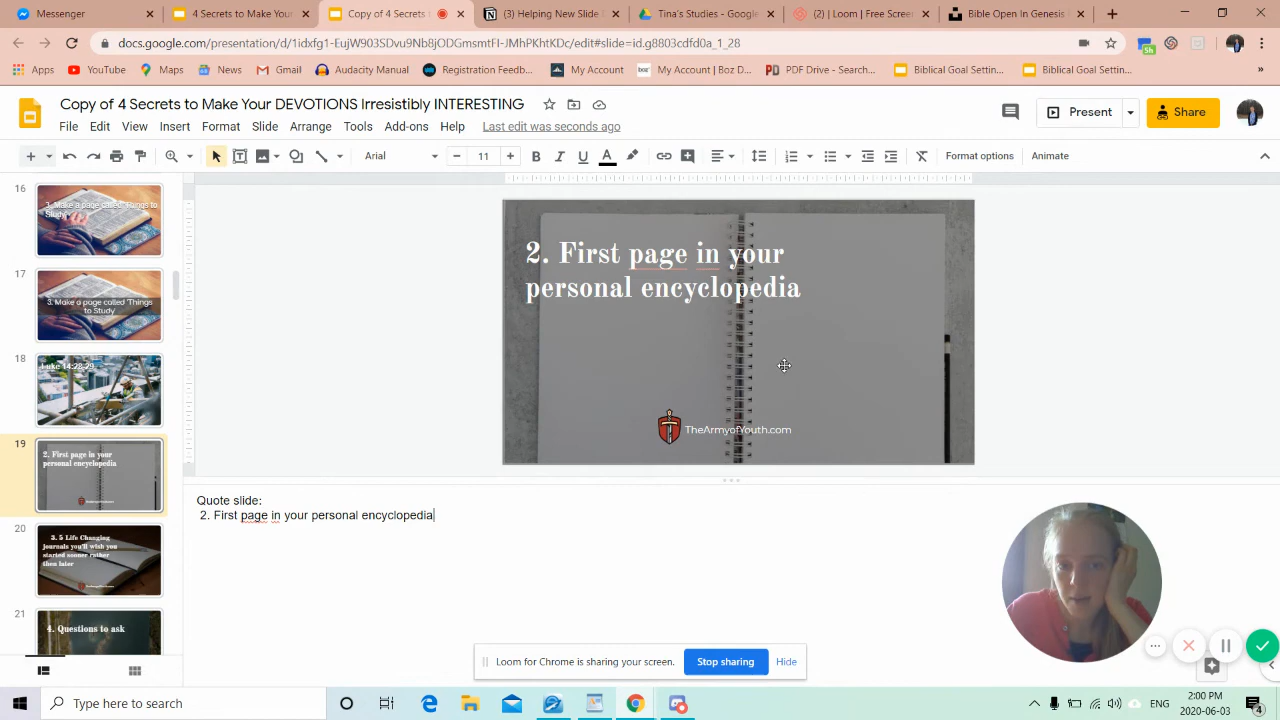 Messenger
4 Secrets to Make Your
Copy of 4 Secrets
(3) Helping New Slide
Tina's Slides - Google
(2) | Loom | Free Screen
Ope Open In Genesis
docs.google.com/presentation/d/1idxfg1-EujW903SDvu9Nb8JODGmsmtFI-IMhPKhtKDc/edit#slide=id.g8803cdfd0a_1_28
5h
Apps
YouTube
Maps
News
Gmail
Audacity Manual
Registration fedb...
My Account
My Account | Boz D...
PDF Drive - Search...
Biblical Goal Settin...
Biblical Goal Settin...
»
Copy of 4 Secrets to Make Your DEVOTIONS Irresistibly INTERESTING
Present
Share
File Edit View Insert Format Slide Arrange Tools Add-ons Help Last edit was seconds ago
Arial
11
B I U A
Format options
Animate
16
Make a page called 'Things to
Study'
17
3. Make a page called 'Things
to Study'
18
Luke 14:28-29
19
2. First page in your
personal encyclopedia
20
3. 5 Life Changing
journals you'll wish you
started sooner rather
then later
21
4. Questions to ask
2. First page in your
personal encyclopedia
TheArmyofYouth.com
Quote slide:
2. First page in your personal encyclopedia
Loom for Chrome is sharing your screen.
Stop sharing
Hide
Type here to search
ENG
2:00 PM
2020-06-03
4